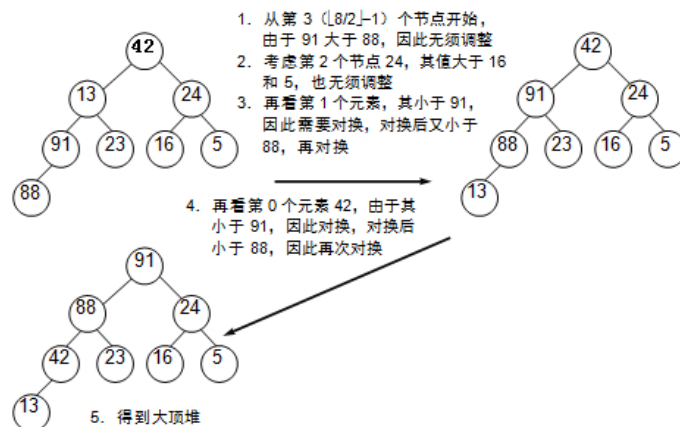 1. 从第 3（⌊8/2⌋–1）个节点开始，
由于 91 大于 88，因此无须调整
2. 考虑第 2 个节点 24，其值大于 16
和 5，也无须调整
3. 再看第 1 个元素，其小于 91，
因此需要对换，对换后又小于
88，再对换
42
13
24
91
23
16
5
88
42
91
24
88
23
16
5
13
4. 再看第 0 个元素 42，由于其
小于 91，因此对换，对换后
小于 88，因此再次对换
91
88
24
42
23
16
5
13
5. 得到大顶堆